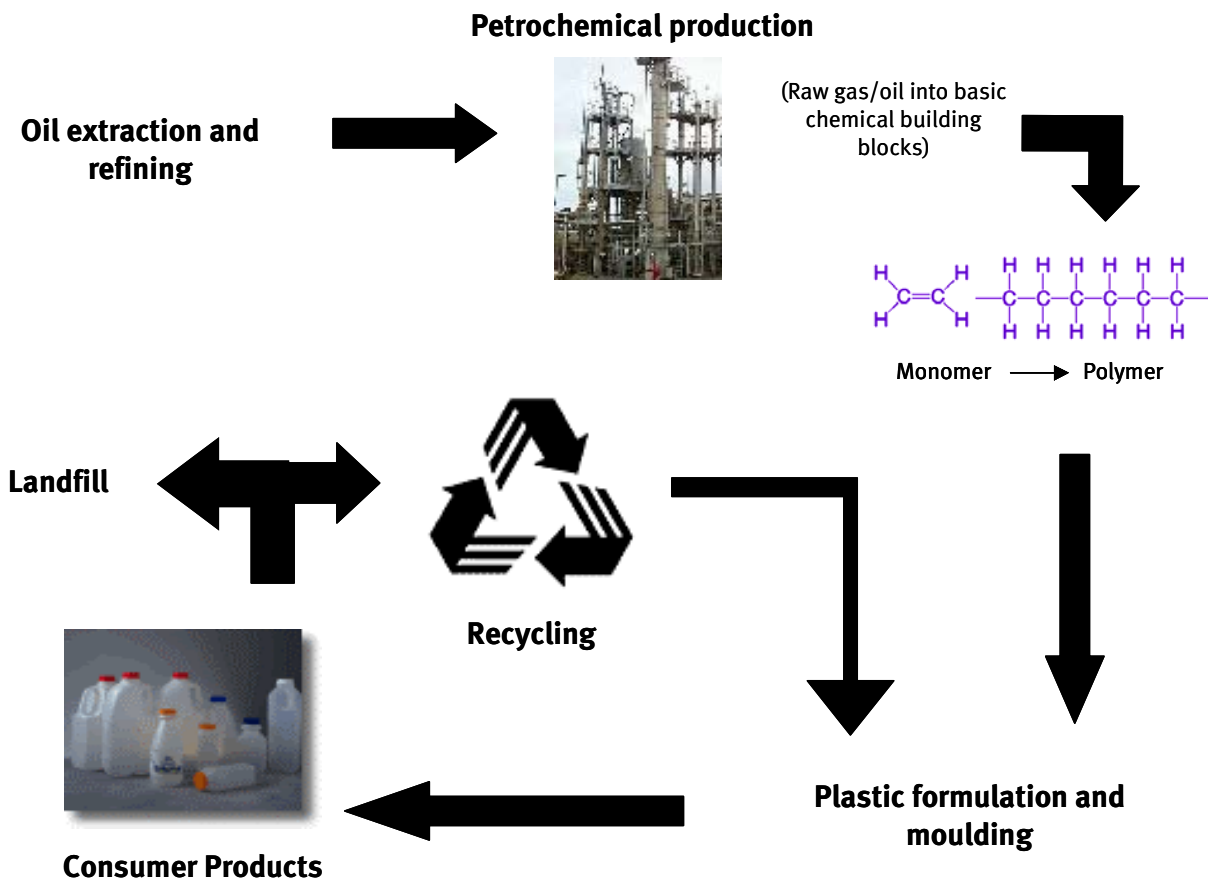 Petrochemical production
Oil extraction and
refining
(Raw gas/oil into basic
chemical building
blocks)
H H H H H H H H
C=C C C C C C C
H H H H H H H H
Monomer → Polymer
Landfill
Recycling
Plastic formulation and
moulding
Consumer Products